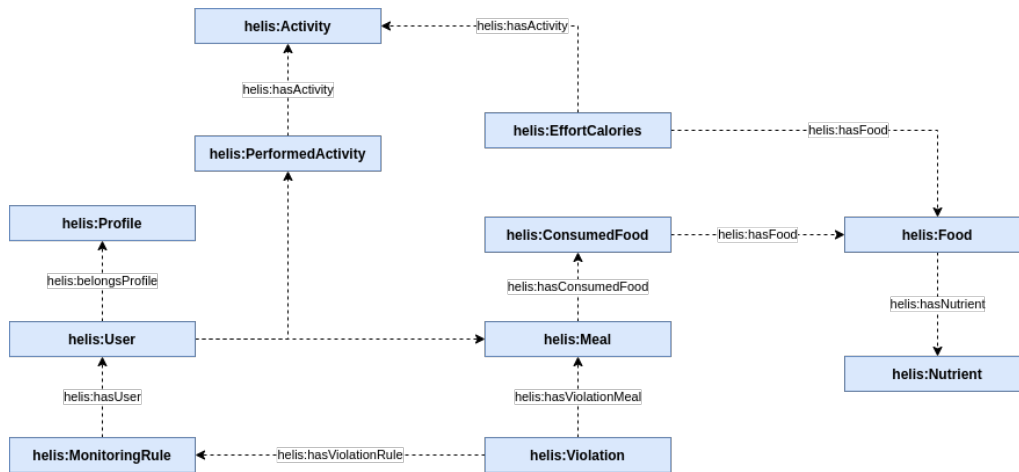 helis:Activity
helis:hasActivity
helis:hasActivity
helis:EffortCalories
helis:hasFood
helis:PerformedActivity
helis:Profile
helis:ConsumedFood
helis:hasFood
helis:Food
helis:belongsProfile
helis:hasConsumedFood
helis:hasNutrient
helis:User
helis:Meal
helis:Nutrient
helis:hasUser
helis:hasViolationMeal
helis:MonitoringRule
helis:hasViolationRule
helis:Violation